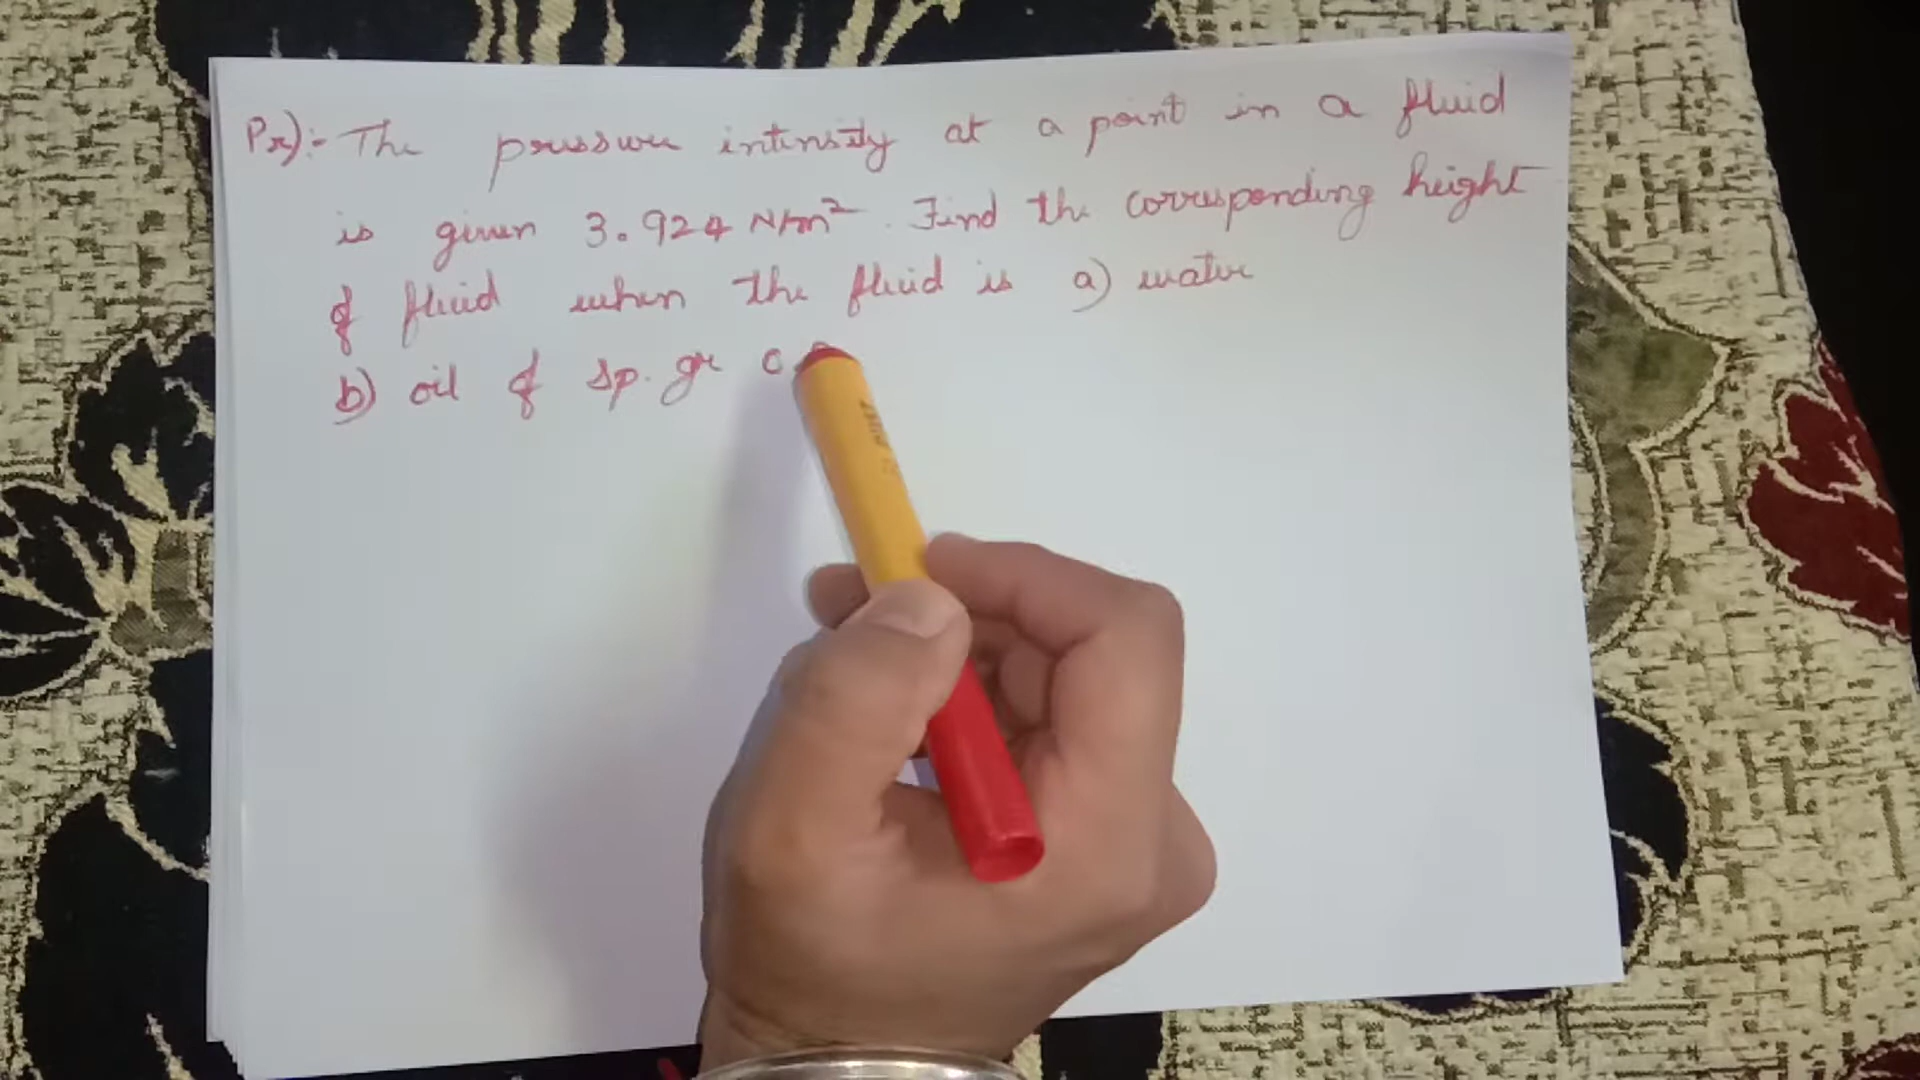 Pr):- The pressure intensity at a point in a fluid
is given 3.924 N/m². Find the corresponding height
of fluid when the fluid is a) water
b) oil of sp. gr